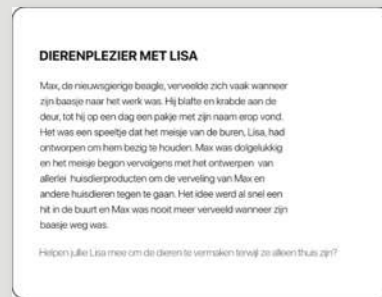 DIERENPLEZIER MET LISA
Max, de nieuwsgierige beagle, verveelde zich vaak wanneer
zijn baasje naar het werk was. Hij blafte en krabde aan de
deur, tot hij op een dag een pakje met zijn naam erop vond.
Het was een speeltje dat het meisje van de buren, Lisa, had
ontworpen om hem bezig te houden. Max was dolgelukkig
en het meisje begon vervolgens met het ontwerpen van
allerlei huisdierproducten om de verveling van Max en
andere huisdieren tegen te gaan. Het idee werd al snel een
hit in de buurt en Max was nooit meer verveeld wanneer zijn
baasje weg was.
Helpen jullie Lisa mee om de dieren te vermaken terwijl ze alleen thuis zijn?